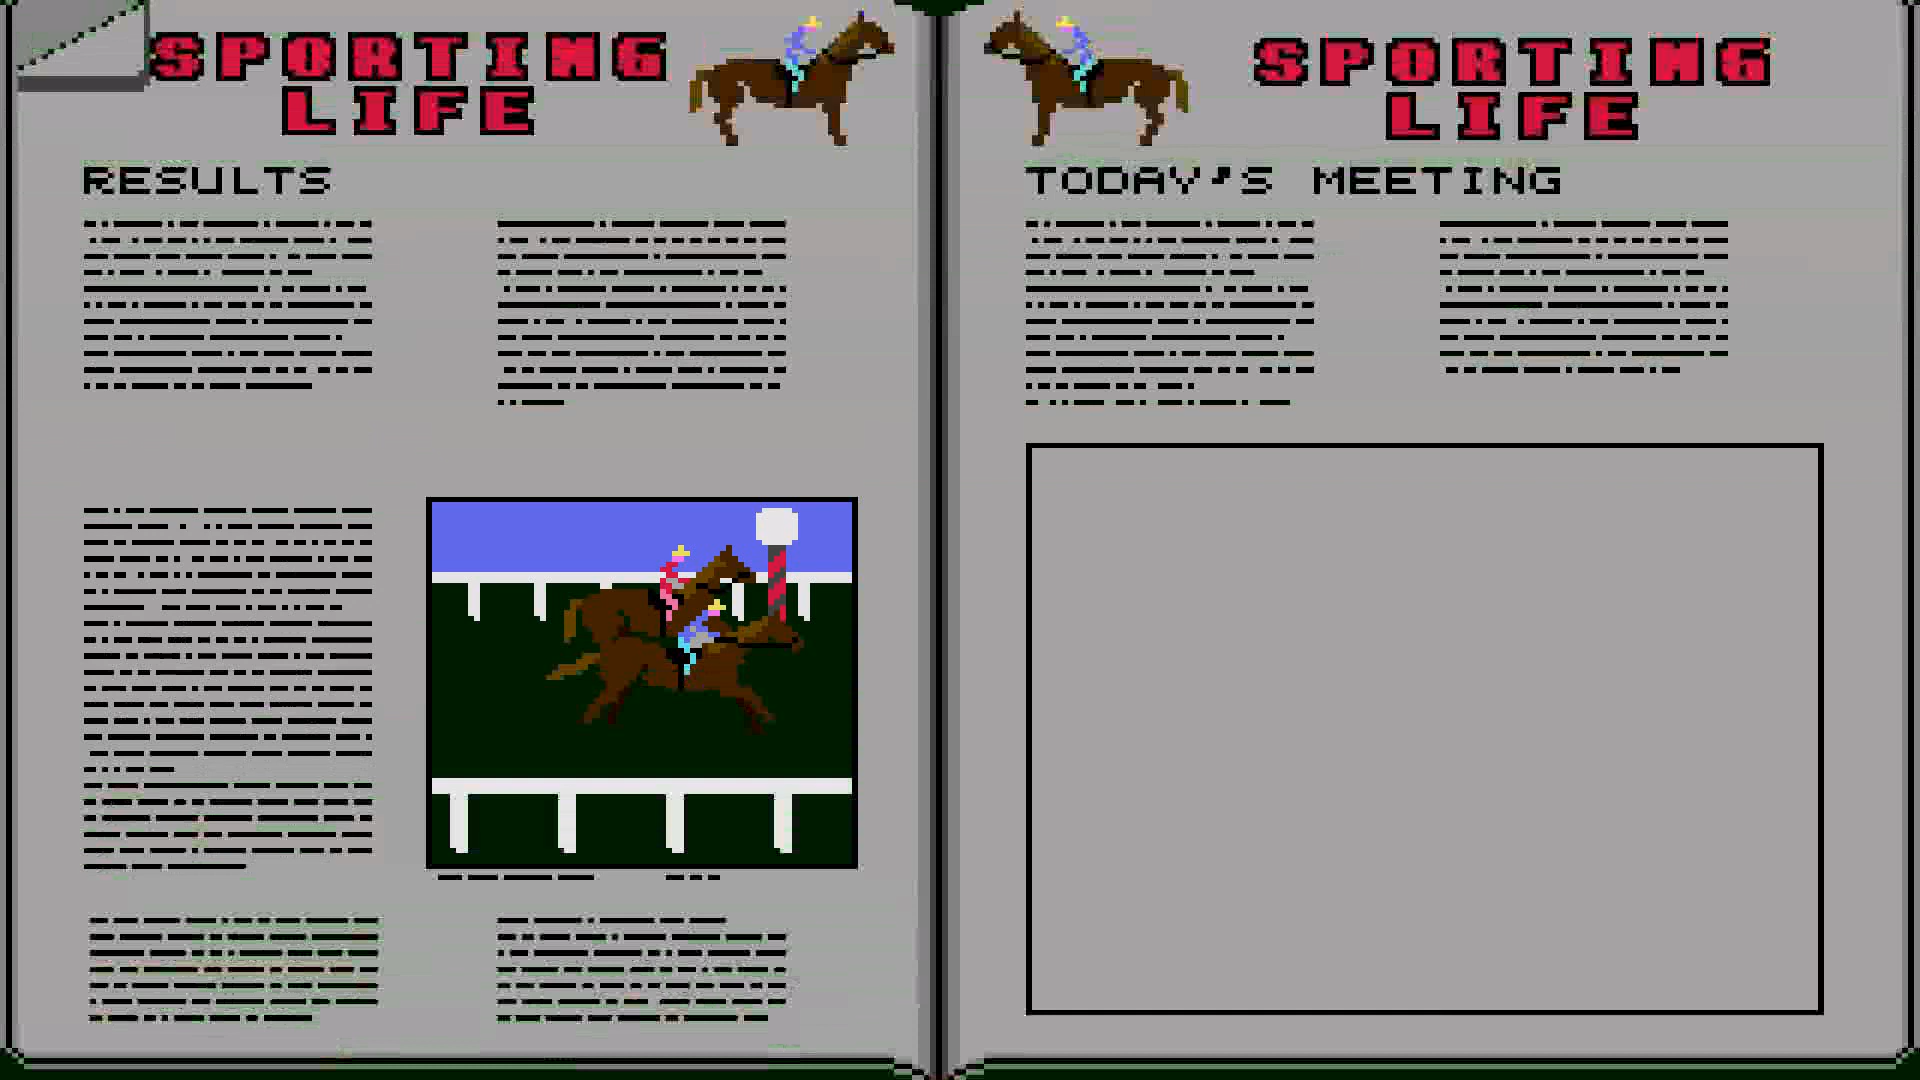 SPORTING
LIFE
RESULTS
SPORTING
LIFE
TODAY'S MEETING